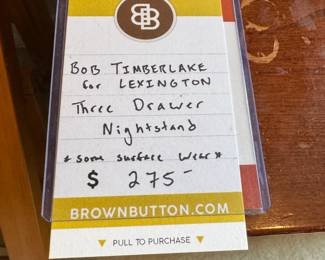 BB
BOB TIMBERLAKE
for LEXINGTON
Three Drawer
Nightstand
* some surface wear *
$ 275-
BROWNBUTTON.COM
▼ PULL TO PURCHASE ▼